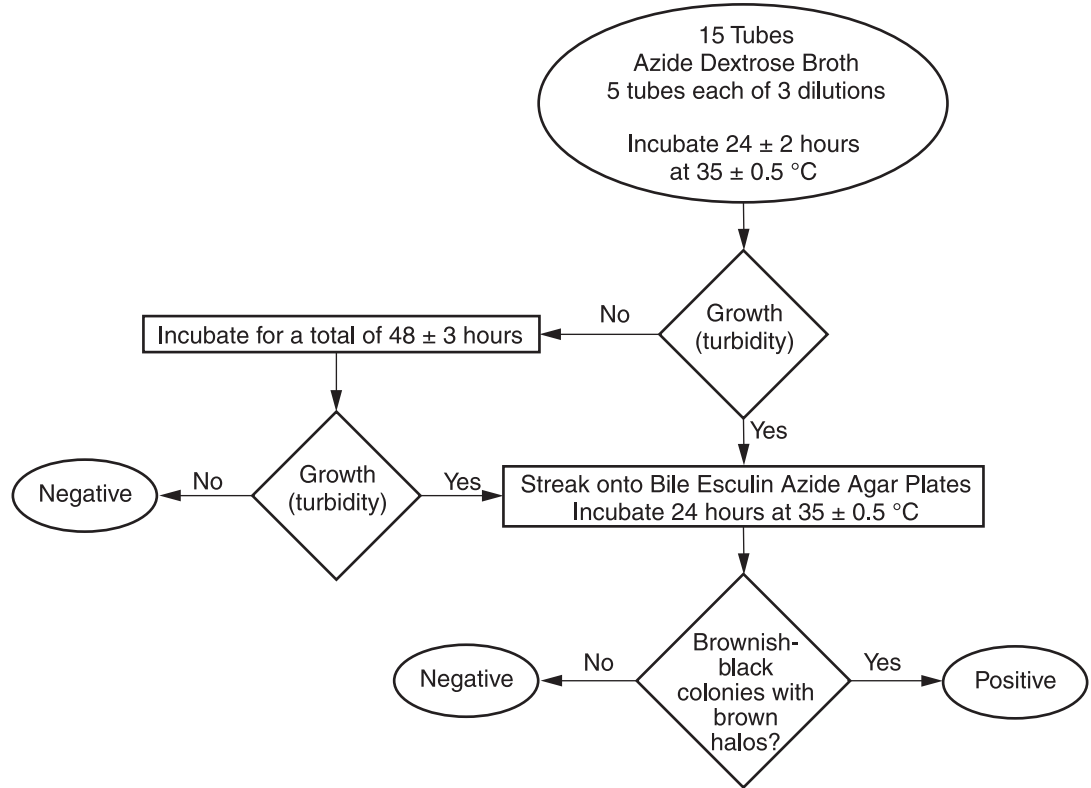 15 Tubes
Azide Dextrose Broth
5 tubes each of 3 dilutions
Incubate 24 ± 2 hours
at 35 ± 0.5 °C
Growth
(turbidity)
No
Incubate for a total of 48 ± 3 hours
Yes
Growth
(turbidity)
No
Negative
Yes
Streak onto Bile Esculin Azide Agar Plates
Incubate 24 hours at 35 ± 0.5 °C
Brownish-
black
colonies with
brown
halos?
No
Negative
Yes
Positive